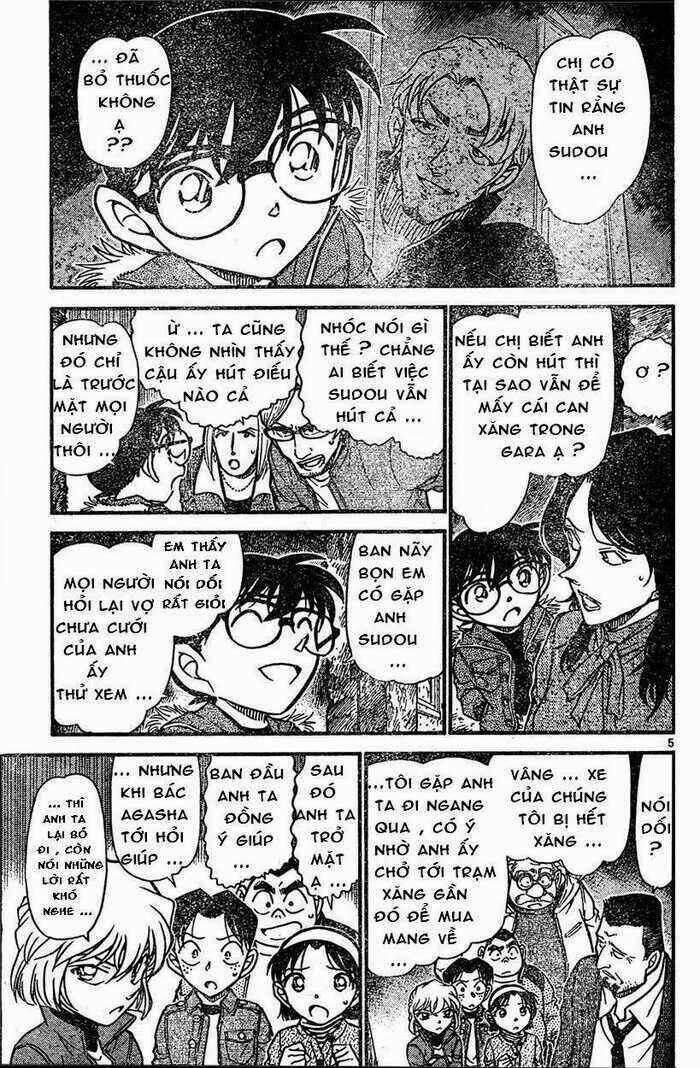 CHỊ CÓ
THẬT SỰ
TIN RẰNG
ANH
SUDOU
...
... ĐÃ
BỎ THUỐC
KHÔNG
Ạ
??
Ơ ?
NẾU CHỊ BIẾT ANH
ẤY CÒN HÚT THÌ
TẠI SAO VẪN ĐỂ
MẤY CÁI CAN
XĂNG TRONG
GARA Ạ ?
NHÓC NÓI GÌ
THẾ ? CHẲNG
AI BIẾT VIỆC
SUDOU VẪN
HÚT CẢ ...
Ừ ... TA CŨNG
KHÔNG NHÌN THẤY
CẬU ẤY HÚT ĐIẾU
NÀO CẢ
NHƯNG
ĐÓ CHỈ
LÀ TRƯỚC
MẶT MỌI
NGƯỜI
THÔI ...
BAN NÃY
BỌN EM
CÓ GẶP
ANH
SUDOU
...
EM THẤY
ANH TA
NÓI DỐI
RẤT GIỎI
MỌI NGƯỜI
HỎI LẠI VỢ
CHƯA CƯỚI
CỦA ANH
ẤY
THỬ XEM ...
5
NÓI
DỐI
?
VÂNG ... XE
CỦA CHÚNG
TÔI BỊ HẾT
XĂNG ...
...TÔI GẶP ANH
TA ĐI NGANG
QUA , CÓ Ý
NHỜ ANH ẤY
CHỞ TỚI TRẠM
XĂNG GẦN
ĐÓ ĐỂ MUA
MANG VỀ
...
SAU
ĐÓ
ANH TA
TRỞ
MẶT
Ạ ...
BAN ĐẦU
ANH TA
ĐỒNG
Ý GIÚP ...
... NHƯNG
KHI BÁC
AGASHA
TỚI HỎI
GIÚP ...
... THÌ
ANH TA
LẠI BỎ
ĐI , CÒN
NÓI NHỮNG
LỜI RẤT
KHÓ
NGHE ...